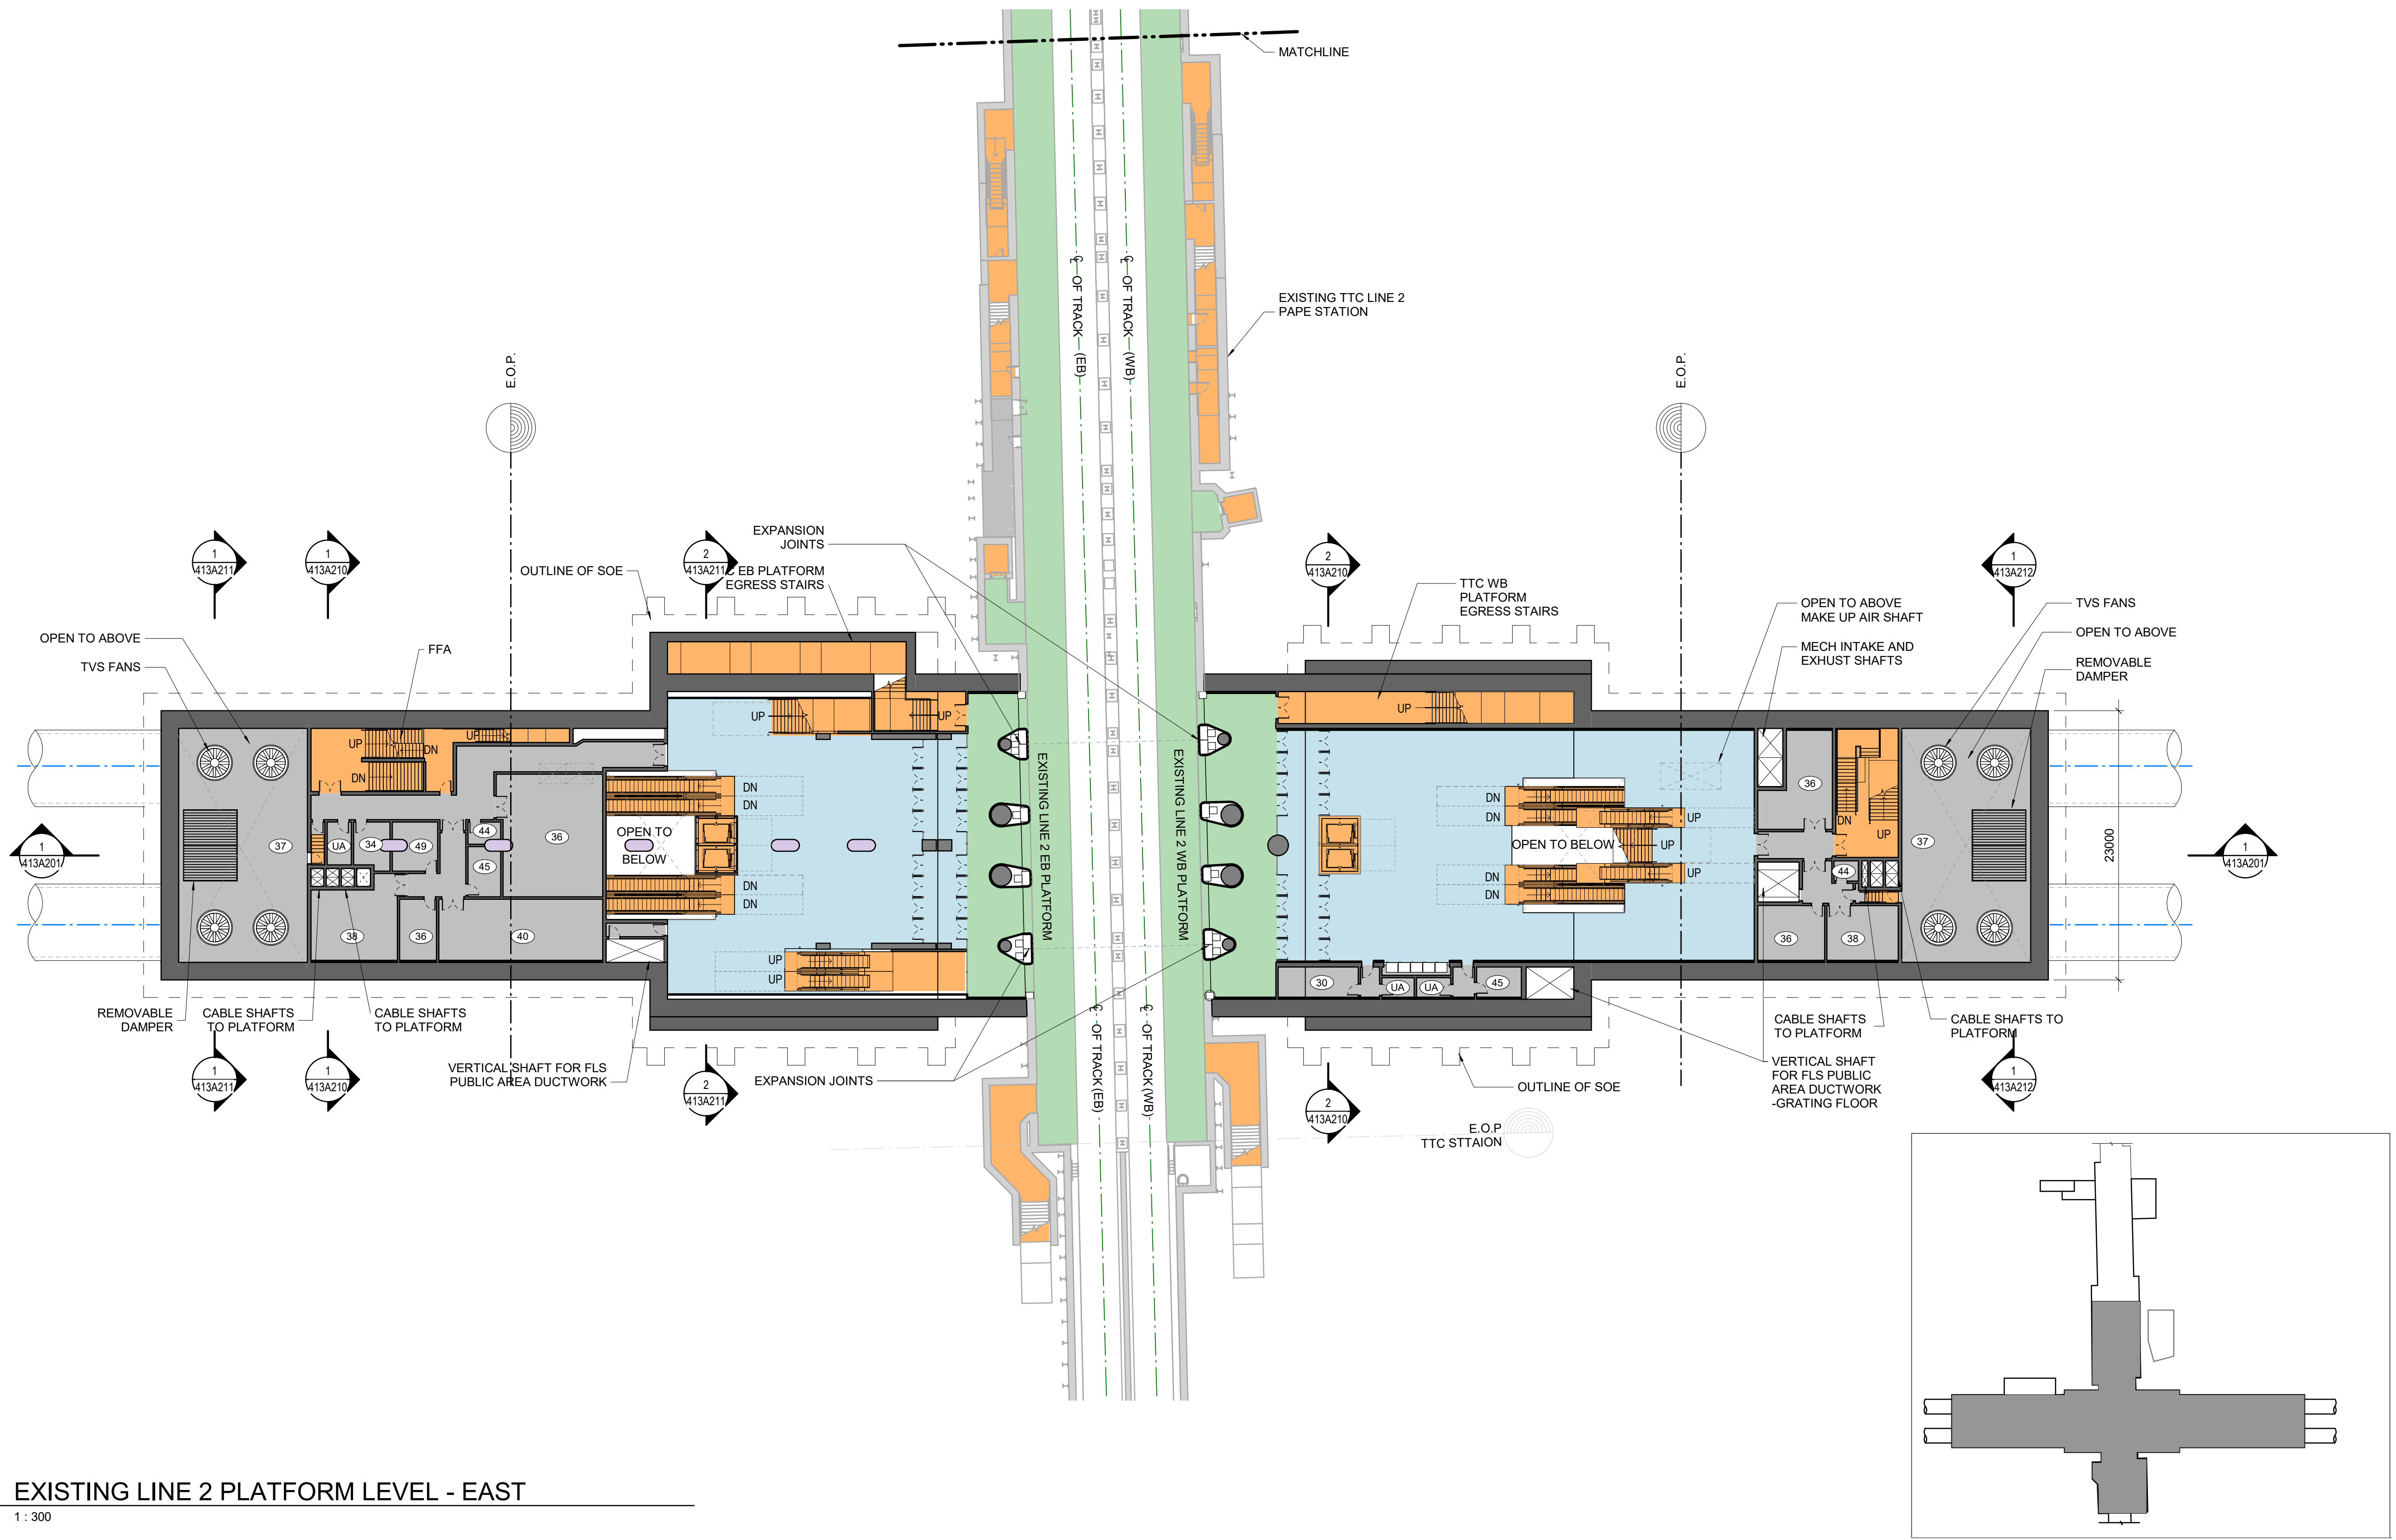 MATCHLINE
℄ OF TRACK (EB)
℄ OF TRACK (WB)
EXISTING TTC LINE 2
PAPE STATION
E.O.P.
E.O.P.
1
413A211
1
413A210
2
413A211
2
413A210
1
413A212
EXPANSION
JOINTS
OUTLINE OF SOE
C EB PLATFORM
EGRESS STAIRS
TTC WB
PLATFORM
EGRESS STAIRS
OPEN TO ABOVE
MAKE UP AIR SHAFT
MECH INTAKE AND
EXHUST SHAFTS
TVS FANS
OPEN TO ABOVE
REMOVABLE
DAMPER
OPEN TO ABOVE
TVS FANS
FFA
UP
DN
UP
DN
UP
UP
UP
DN
DN
DN
DN
UP
UP
OPEN TO
BELOW
37
UA
34
49
44
45
36
38
36
40
EXISTING LINE 2 EB PLATFORM
EXISTING LINE 2 WB PLATFORM
UP
DN
DN
DN
DN
OPEN TO BELOW
UP
UP
UP
36
DN
UP
37
44
36
38
30
UA
UA
45
23000
1
413A201
1
413A201
REMOVABLE
DAMPER
CABLE SHAFTS
TO PLATFORM
CABLE SHAFTS
TO PLATFORM
VERTICAL SHAFT FOR FLS
PUBLIC AREA DUCTWORK
EXPANSION JOINTS
℄ OF TRACK (EB)
℄ OF TRACK (WB)
OUTLINE OF SOE
CABLE SHAFTS
TO PLATFORM
CABLE SHAFTS TO
PLATFORM
VERTICAL SHAFT
FOR FLS PUBLIC
AREA DUCTWORK
-GRATING FLOOR
1
413A211
1
413A210
2
413A211
2
413A210
1
413A212
E.O.P
TTC STTAION
EXISTING LINE 2 PLATFORM LEVEL - EAST
1 : 300